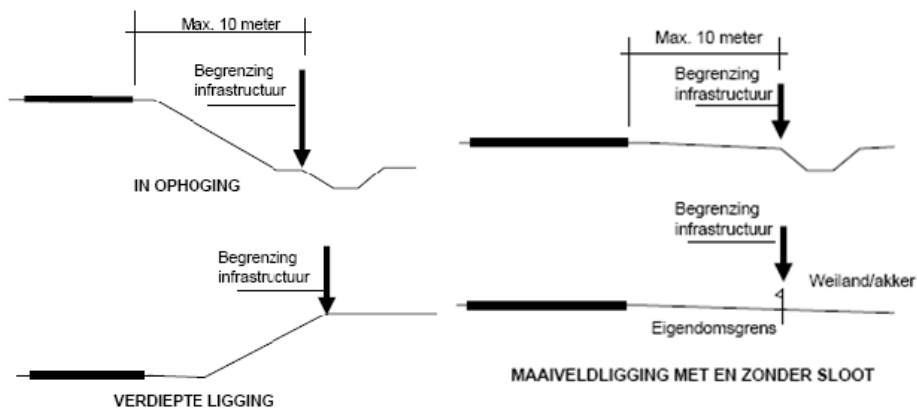 Max. 10 meter
Begrenzing
infrastructuur
IN OPHOGING
Begrenzing
infrastructuur
VERDIEPTE LIGGING
Max. 10 meter
Begrenzing
infrastructuur
Begrenzing
infrastructuur
Weiland/akker
Eigendomsgrens
MAAIVELDLIGGING MET EN ZONDER SLOOT